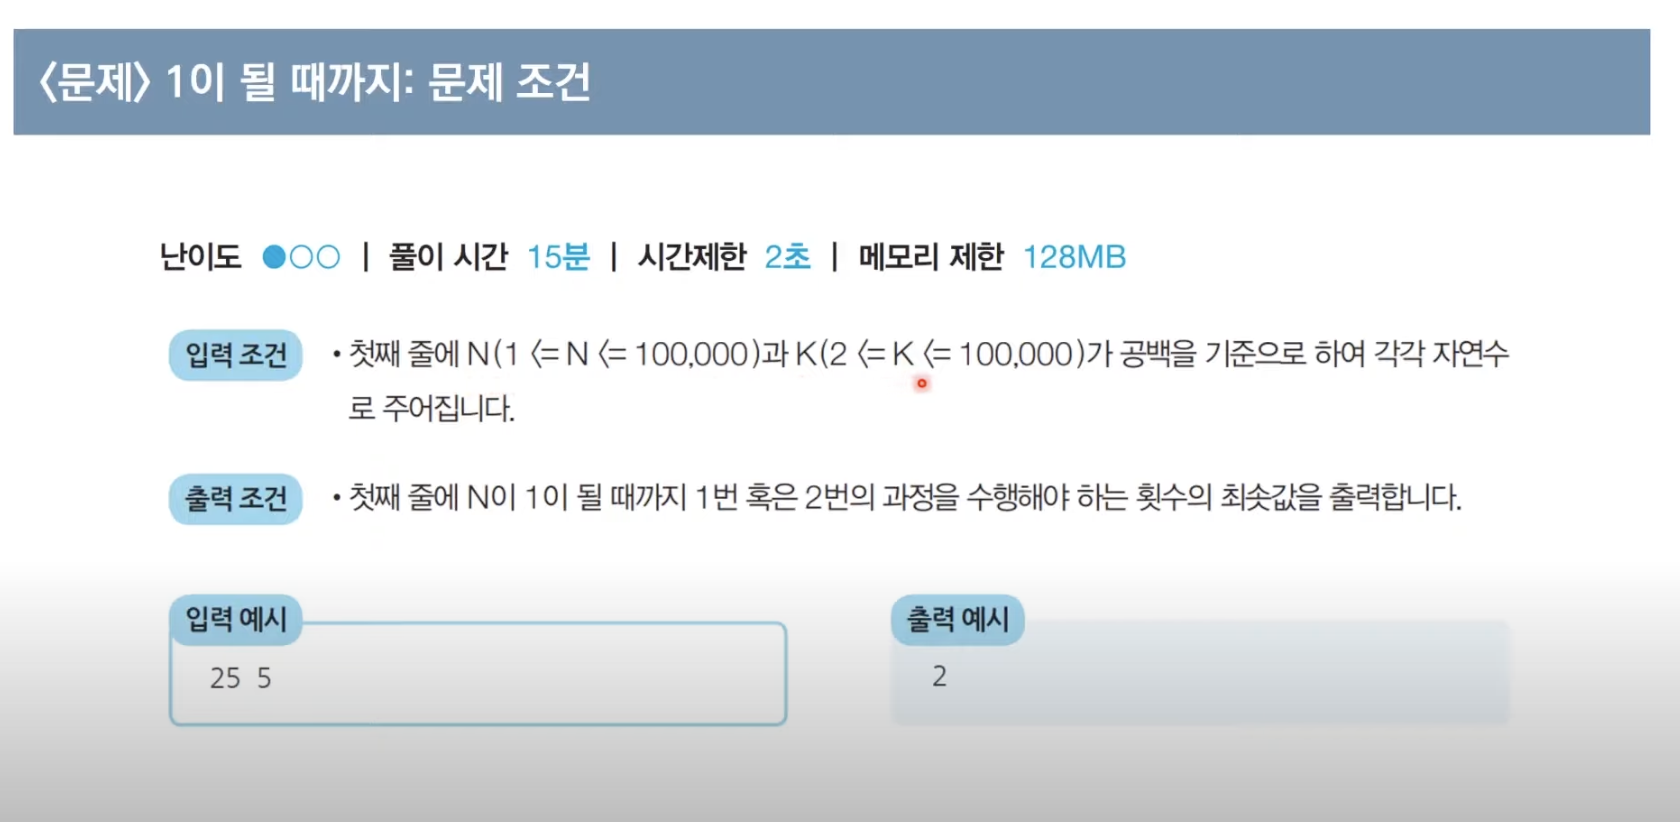 〈문제〉 1이 될 때까지: 문제 조건
난이도 ●○○ | 풀이 시간 15분 | 시간제한 2초 | 메모리 제한 128MB
입력 조건 • 첫째 줄에 N(1 <= N <= 100,000)과 K(2 <= K <= 100,000)가 공백을 기준으로 하여 각각 자연수
로 주어집니다.
출력 조건 • 첫째 줄에 N이 1이 될 때까지 1번 혹은 2번의 과정을 수행해야 하는 횟수의 최솟값을 출력합니다.
입력 예시
25 5
출력 예시
2